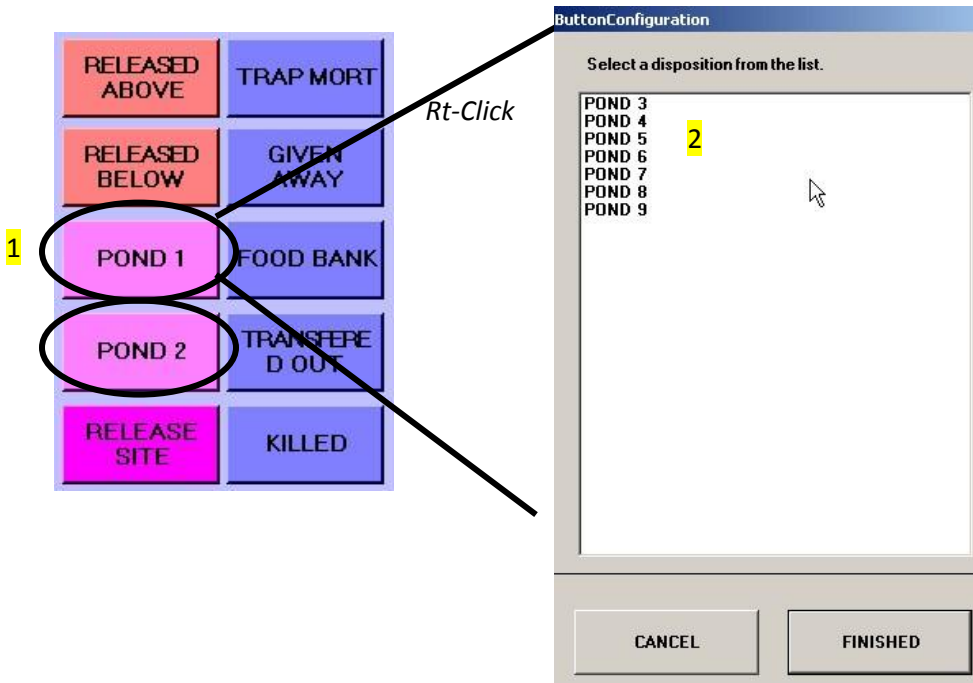 RELEASED
ABOVE
TRAP MORT
RELEASED
BELOW
GIVEN
AWAY
1
POND 1
FOOD BANK
POND 2
TRANSFERE
D OUT
RELEASE
SITE
KILLED
Rt-Click
ButtonConfiguration
Select a disposition from the list.
POND 3
POND 4
POND 5
POND 6
POND 7
POND 8
POND 9
2
CANCEL
FINISHED